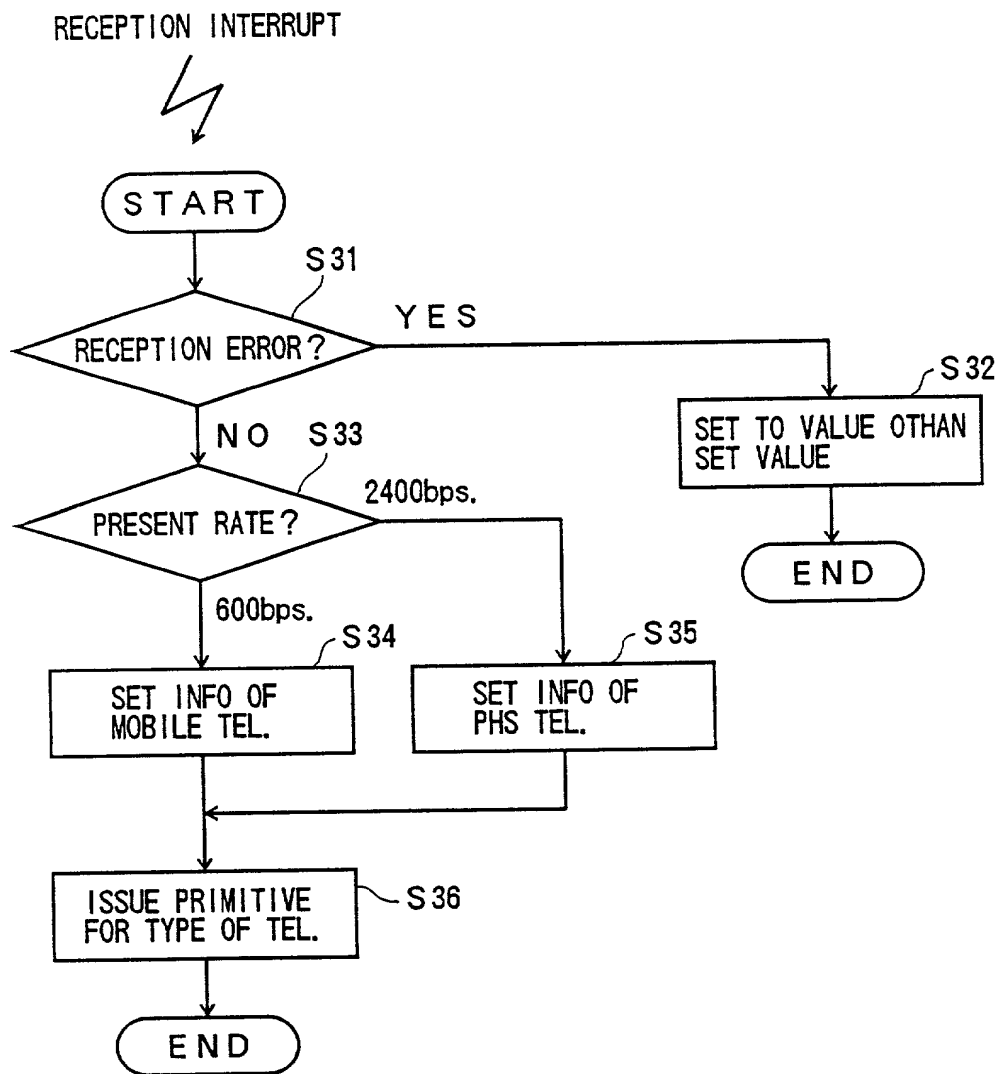 RECEPTION INTERRUPT
START
S31
RECEPTION ERROR?
YES
S32
SET TO VALUE OTHAN
SET VALUE
END
NO
S33
PRESENT RATE?
2400bps.
600bps.
S34
SET INFO OF
MOBILE TEL.
S35
SET INFO OF
PHS TEL.
S36
ISSUE PRIMITIVE
FOR TYPE OF TEL.
END